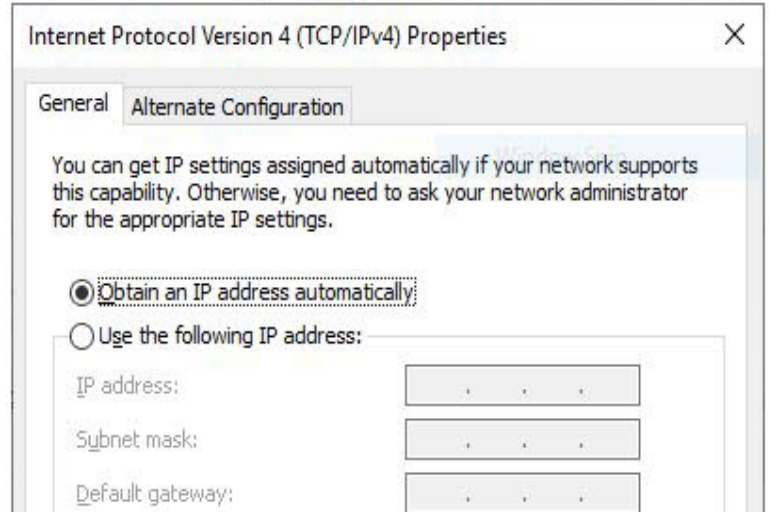 Internet Protocol Version 4 (TCP/IPv4) Properties
General
Alternate Configuration
You can get IP settings assigned automatically if your network supports
this capability. Otherwise, you need to ask your network administrator
for the appropriate IP settings.
Obtain an IP address automatically
Use the following IP address:
IP address:
. . .
Subnet mask:
. . .
Default gateway:
. . .